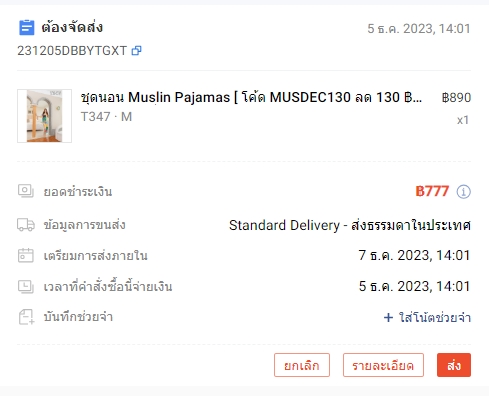 ต้องจัดส่ง
5 ธ.ค. 2023, 14:01
231205DBBYTGXT
ชุดนอน Muslin Pajamas [ โค้ด MUSDEC130 ลด 130 ฿...
฿890
T347 · M
x1
ยอดชำระเงิน
฿777
ข้อมูลการขนส่ง
Standard Delivery - ส่งธรรมดาในประเทศ
เตรียมการส่งภายใน
7 ธ.ค. 2023, 14:01
เวลาที่คำสั่งซื้อนี้จ่ายเงิน
5 ธ.ค. 2023, 14:01
บันทึกช่วยจำ
+ ใส่โน้ตช่วยจำ
ยกเลิก
รายละเอียด
ส่ง